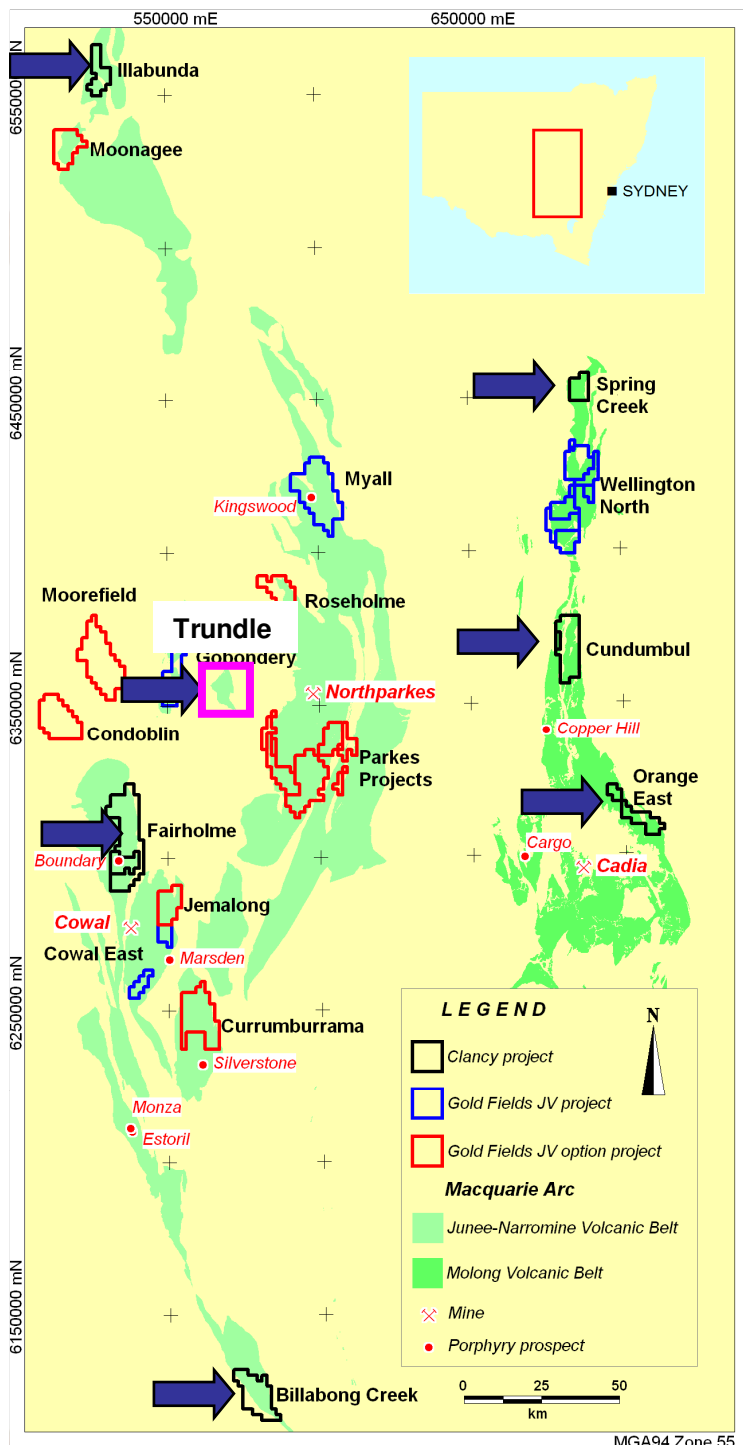 550000 mE
650000 mE
6550000 mN
6450000 mN
6350000 mN
6250000 mN
6150000 mN
Illabunda
Moonagee
SYDNEY
Spring
Creek
Myall
Kingswood
Wellington
North
Moorefield
Roseholme
Trundle
Gobondery
Cundumbul
Northparkes
Condoblin
Copper Hill
Parkes
Projects
Orange
East
Fairholme
Boundary
Cargo
Cadia
Jemalong
Cowal
Cowal East
Marsden
Currumburrama
Silverstone
Monza
Estoril
Billabong Creek
LEGEND
N
Clancy project
Gold Fields JV project
Gold Fields JV option project
Macquarie Arc
Junee-Narromine Volcanic Belt
Molong Volcanic Belt
Mine
Porphyry prospect
0 25 50
km
MGA94 Zone 55